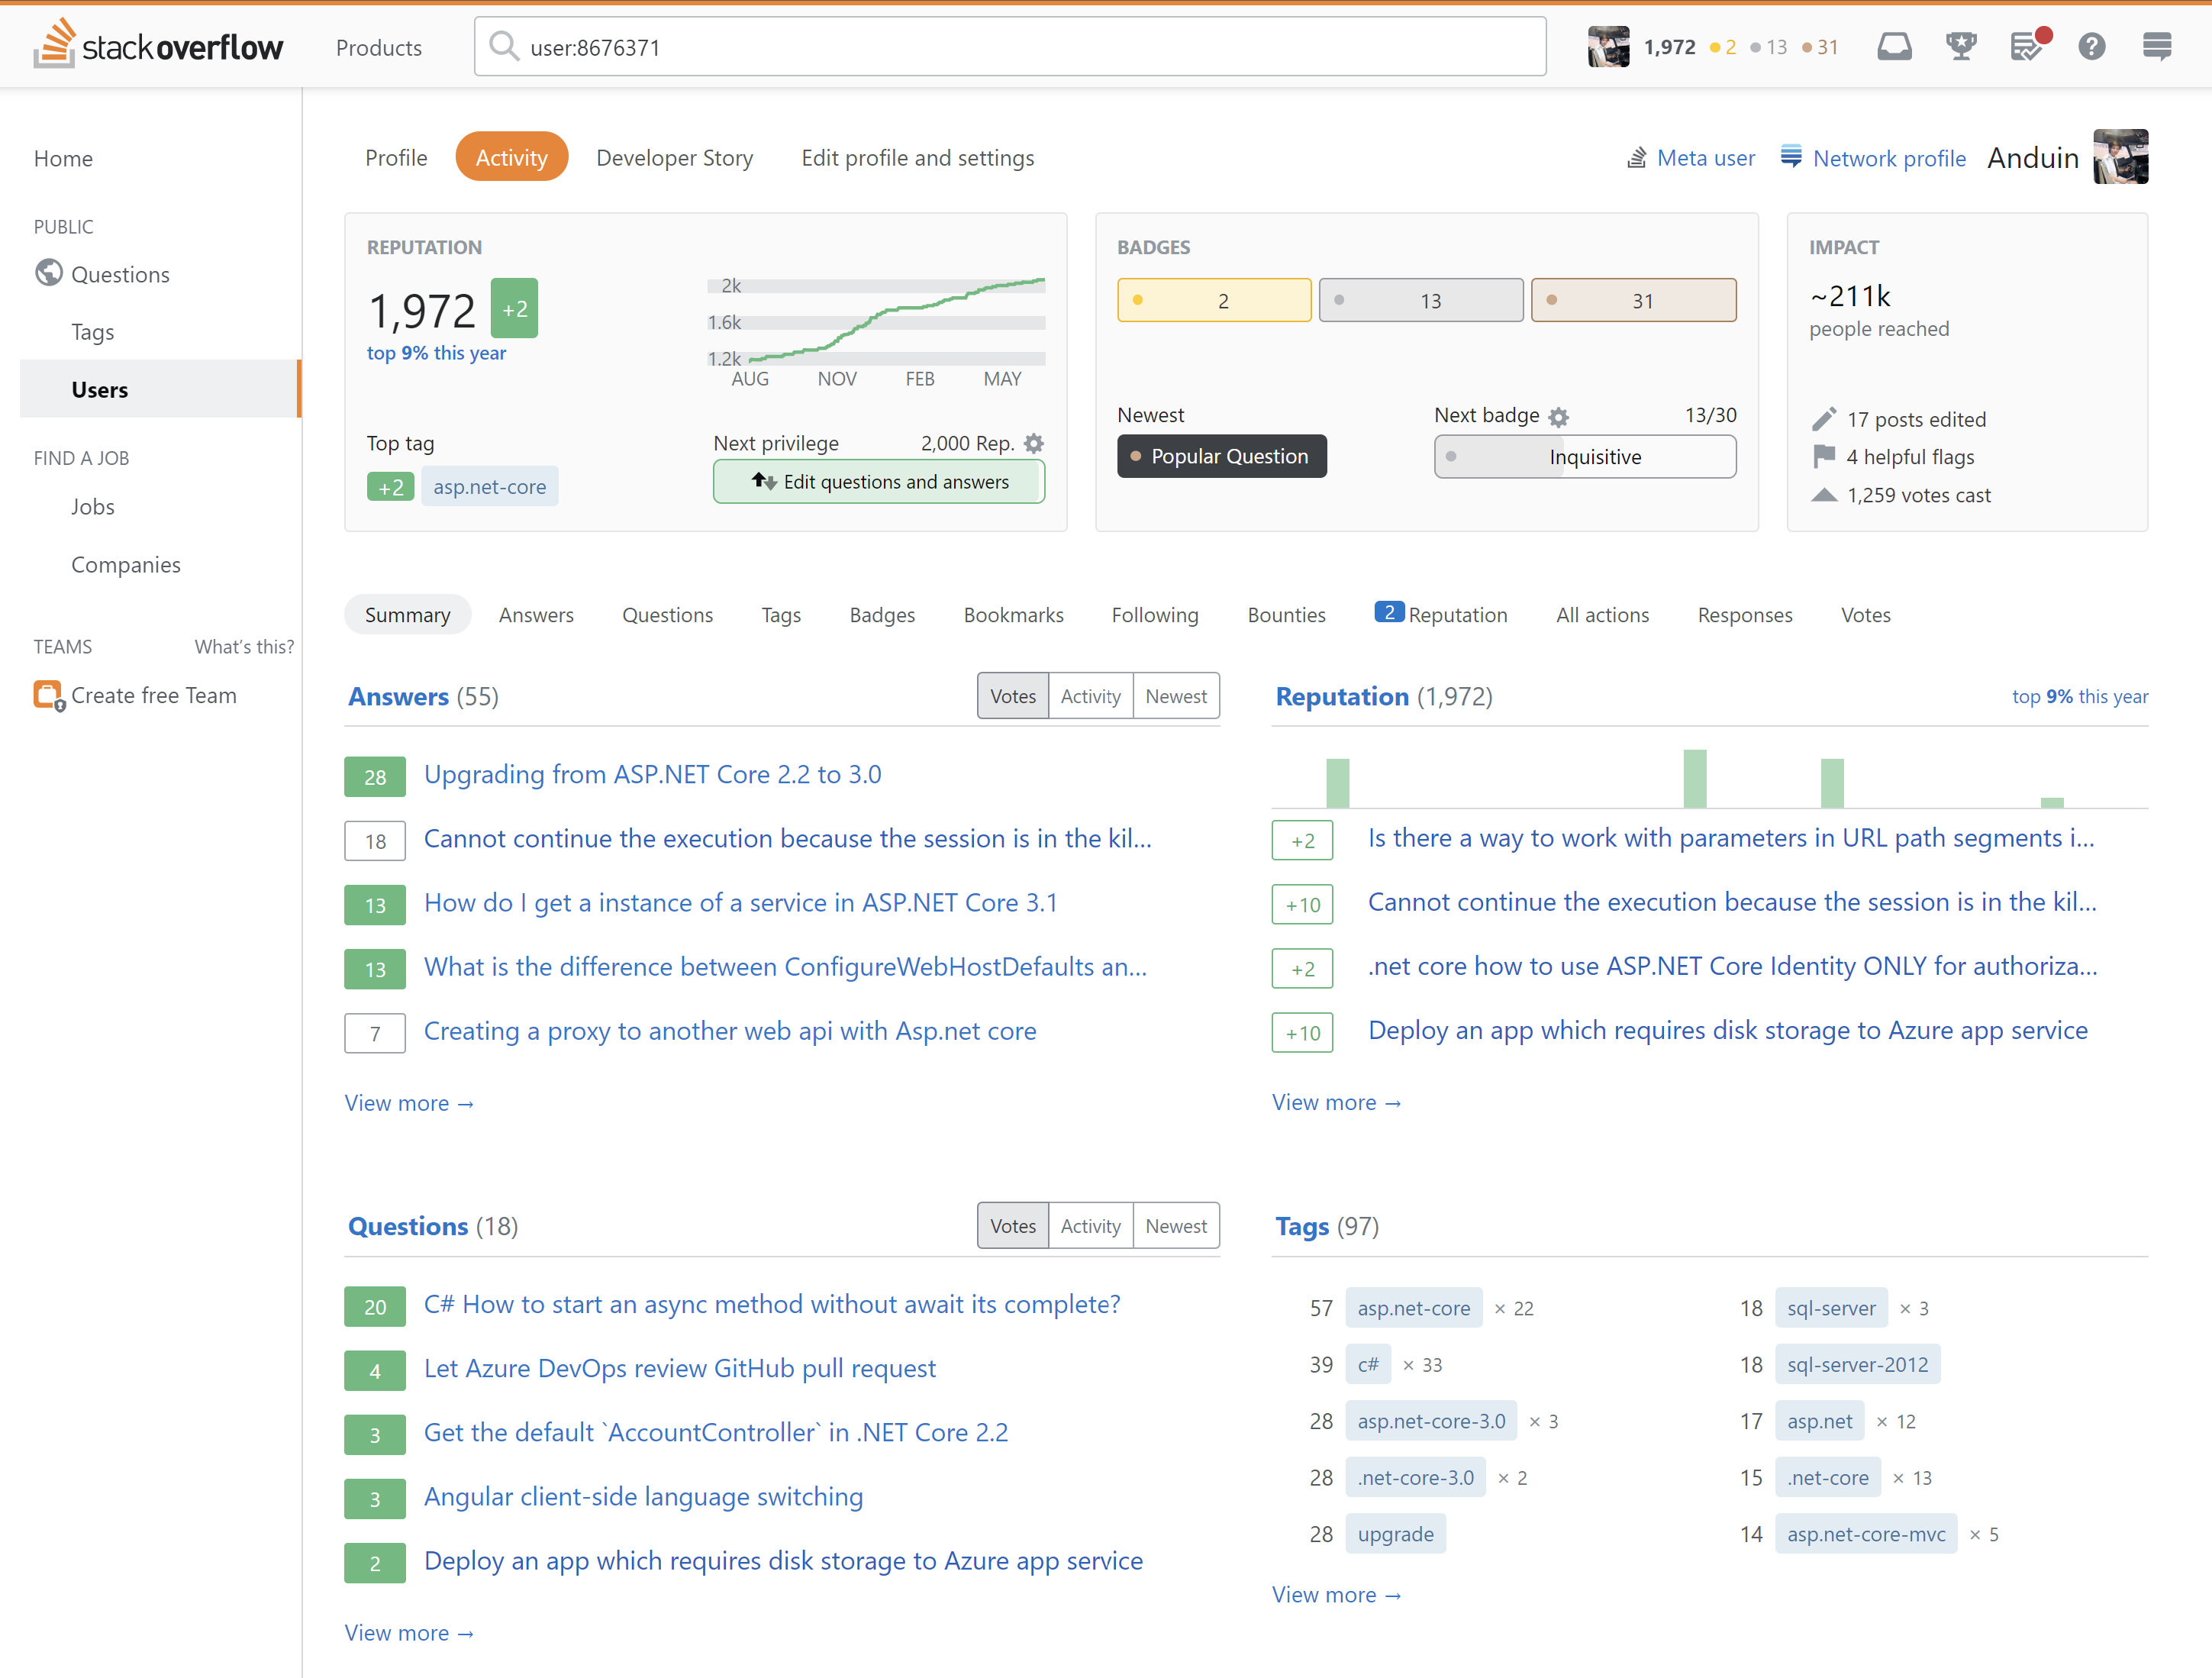 stack overflow
Products
user:8676371
1,972 2 13 31
Home
PUBLIC
Questions
Tags
Users
FIND A JOB
Jobs
Companies
TEAMS What's this?
Create free Team
Profile Activity Developer Story Edit profile and settings
Meta user Network profile Anduin
REPUTATION
1,972 +2
top 9% this year
2k
1.6k
1.2k
AUG NOV FEB MAY
Top tag
+2 asp.net-core
Next privilege 2,000 Rep.
Edit questions and answers
BADGES
2 13 31
Newest
Popular Question
Next badge 13/30
Inquisitive
IMPACT
~211k
people reached
17 posts edited
4 helpful flags
1,259 votes cast
Summary Answers Questions Tags Badges Bookmarks Following Bounties 2 Reputation All actions Responses Votes
Answers (55) Votes Activity Newest
28 Upgrading from ASP.NET Core 2.2 to 3.0
18 Cannot continue the execution because the session is in the kil...
13 How do I get a instance of a service in ASP.NET Core 3.1
13 What is the difference between ConfigureWebHostDefaults an...
7 Creating a proxy to another web api with Asp.net core
View more →
Reputation (1,972) top 9% this year
+2 Is there a way to work with parameters in URL path segments i...
+10 Cannot continue the execution because the session is in the kil...
+2 .net core how to use ASP.NET Core Identity ONLY for authoriza...
+10 Deploy an app which requires disk storage to Azure app service
View more →
Questions (18) Votes Activity Newest
20 C# How to start an async method without await its complete?
4 Let Azure DevOps review GitHub pull request
3 Get the default `AccountController` in .NET Core 2.2
3 Angular client-side language switching
2 Deploy an app which requires disk storage to Azure app service
View more →
Tags (97)
57 asp.net-core × 22
39 c# × 33
28 asp.net-core-3.0 × 3
28 .net-core-3.0 × 2
28 upgrade
18 sql-server × 3
18 sql-server-2012
17 asp.net × 12
15 .net-core × 13
14 asp.net-core-mvc × 5
View more →